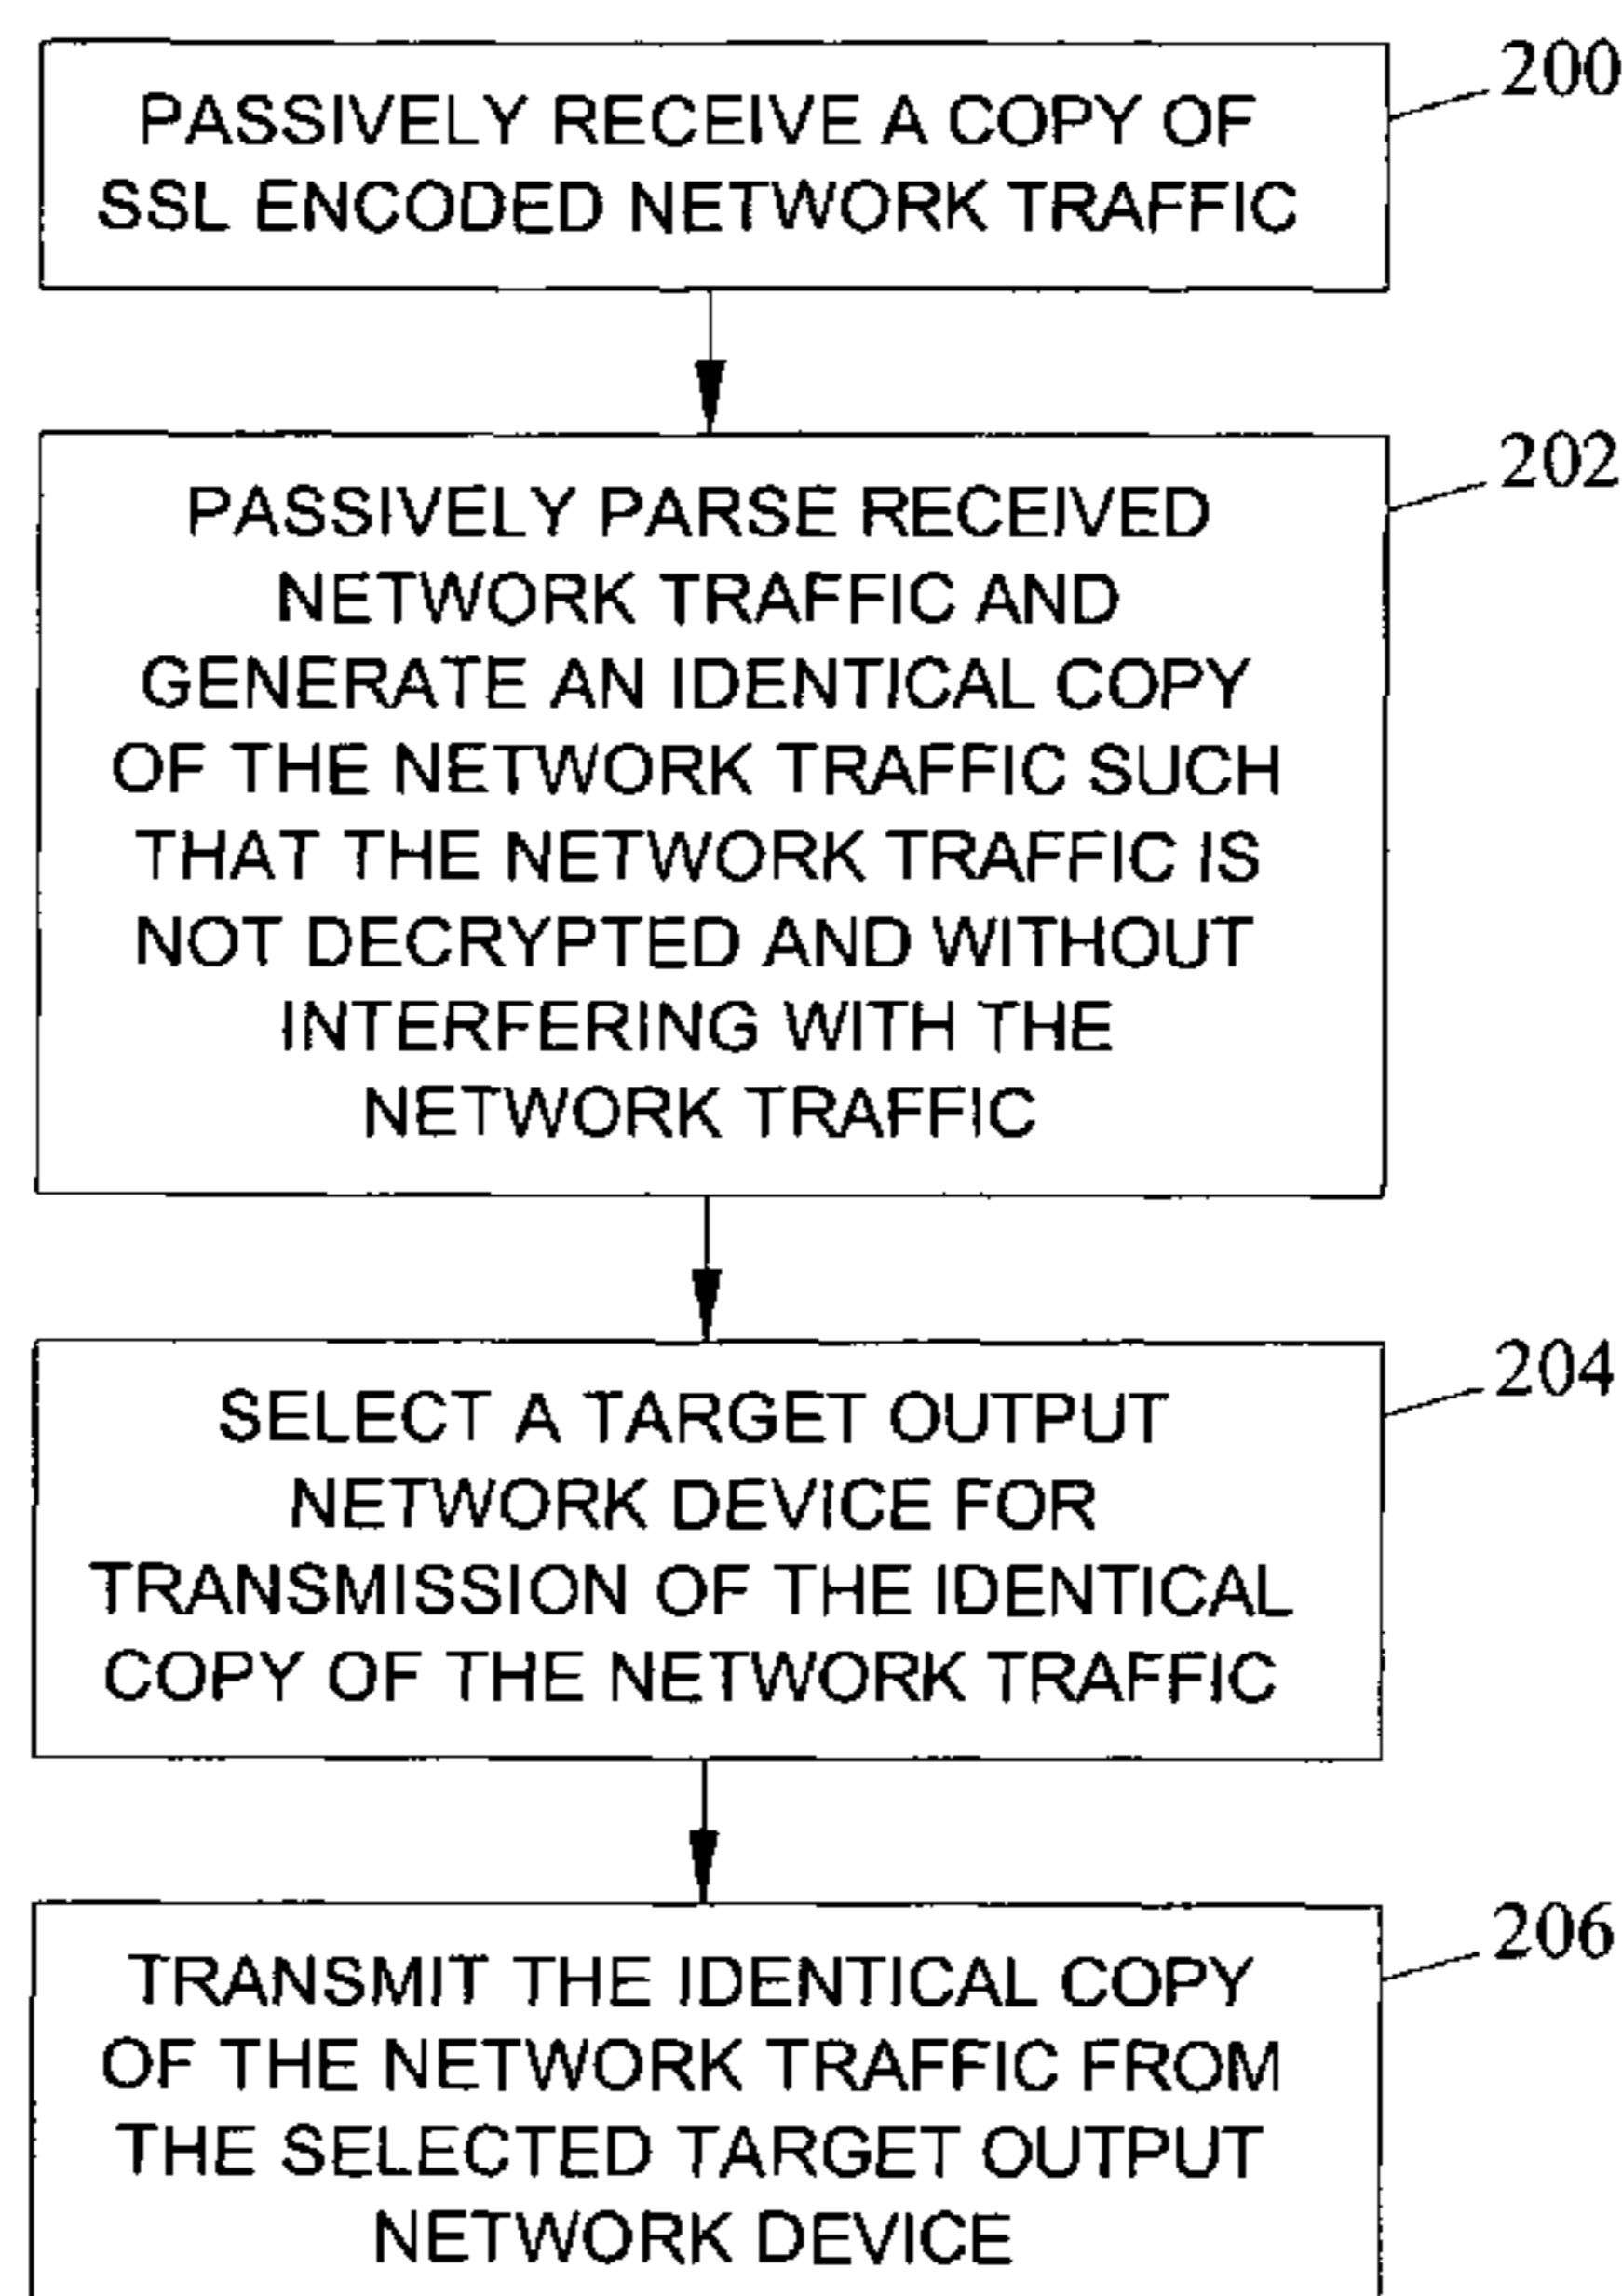 PASSIVELY RECEIVE A COPY OF
SSL ENCODED NETWORK TRAFFIC
200
PASSIVELY PARSE RECEIVED
NETWORK TRAFFIC AND
GENERATE AN IDENTICAL COPY
OF THE NETWORK TRAFFIC SUCH
THAT THE NETWORK TRAFFIC IS
NOT DECRYPTED AND WITHOUT
INTERFERING WITH THE
NETWORK TRAFFIC
202
SELECT A TARGET OUTPUT
NETWORK DEVICE FOR
TRANSMISSION OF THE IDENTICAL
COPY OF THE NETWORK TRAFFIC
204
TRANSMIT THE IDENTICAL COPY
OF THE NETWORK TRAFFIC FROM
THE SELECTED TARGET OUTPUT
NETWORK DEVICE
206